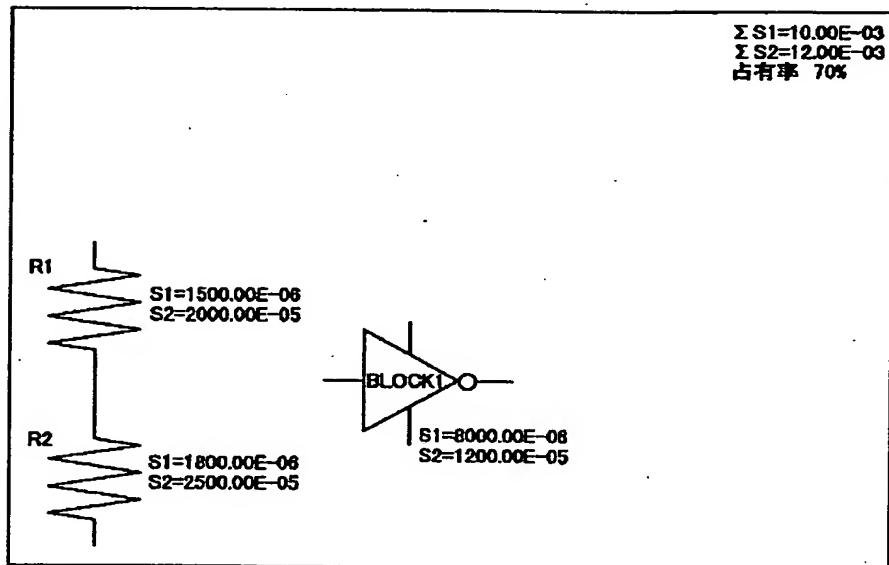 Σ S1=10.00E-03
Σ S2=12.00E-03
占有率 70%
R1
S1=1500.00E-06
S2=2000.00E-05
BLOCK1
S1=8000.00E-06
S2=1200.00E-05
R2
S1=1800.00E-06
S2=2500.00E-05